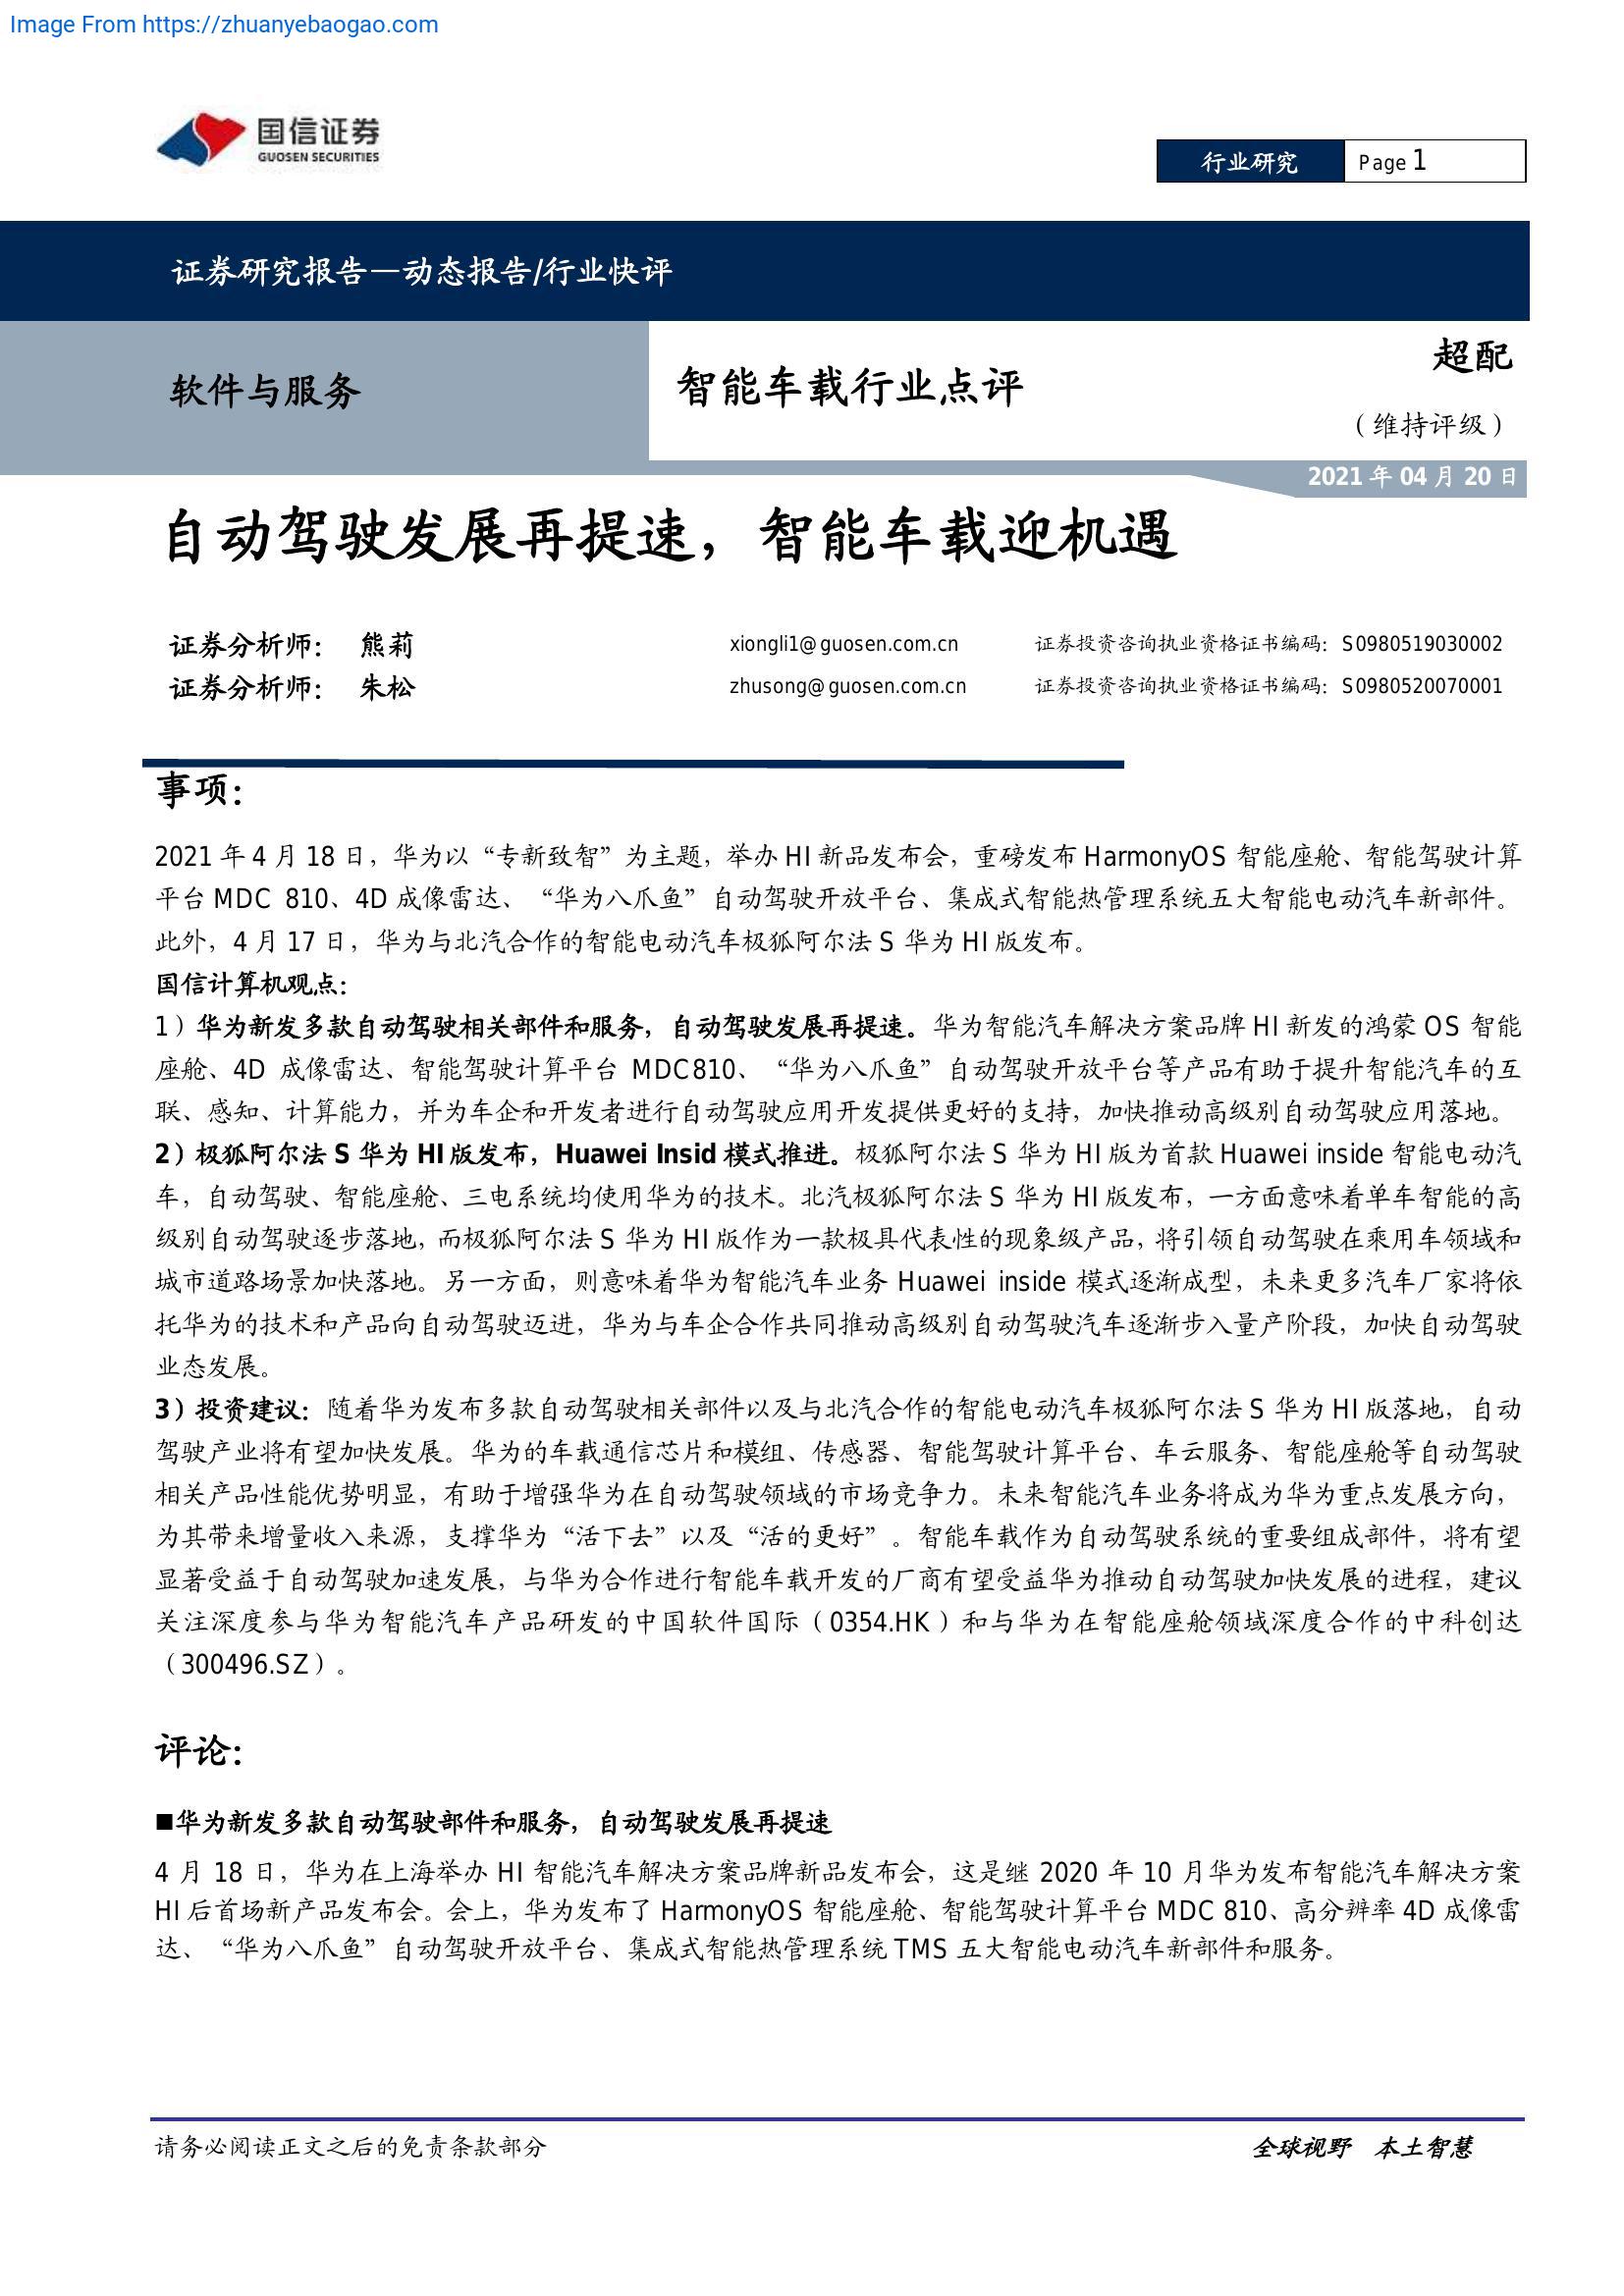 Image From https://zhuanyebaogao.com
国信证券
GUOSEN SECURITIES
行业研究 Page 1
证券研究报告—动态报告/行业快评
软件与服务
智能车载行业点评
超配
（维持评级）
2021 年 04 月 20 日
自动驾驶发展再提速，智能车载迎机遇
证券分析师： 熊莉 xiongli1@guosen.com.cn 证券投资咨询执业资格证书编码：S0980519030002
证券分析师： 朱松 zhusong@guosen.com.cn 证券投资咨询执业资格证书编码：S0980520070001
事项：
2021 年 4 月 18 日，华为以“专新致智”为主题，举办 HI 新品发布会，重磅发布 HarmonyOS 智能座舱、智能驾驶计算
平台 MDC 810、4D 成像雷达、“华为八爪鱼”自动驾驶开放平台、集成式智能热管理系统五大智能电动汽车新部件。
此外，4 月 17 日，华为与北汽合作的智能电动汽车极狐阿尔法 S 华为 HI 版发布。
国信计算机观点：
1）华为新发多款自动驾驶相关部件和服务，自动驾驶发展再提速。华为智能汽车解决方案品牌 HI 新发的鸿蒙 OS 智能
座舱、4D 成像雷达、智能驾驶计算平台 MDC810、“华为八爪鱼”自动驾驶开放平台等产品有助于提升智能汽车的互
联、感知、计算能力，并为车企和开发者进行自动驾驶应用开发提供更好的支持，加快推动高级别自动驾驶应用落地。
2）极狐阿尔法 S 华为 HI 版发布，Huawei Insid 模式推进。极狐阿尔法 S 华为 HI 版为首款 Huawei inside 智能电动汽
车，自动驾驶、智能座舱、三电系统均使用华为的技术。北汽极狐阿尔法 S 华为 HI 版发布，一方面意味着单车智能的高
级别自动驾驶逐步落地，而极狐阿尔法 S 华为 HI 版作为一款极具代表性的现象级产品，将引领自动驾驶在乘用车领域和
城市道路场景加快落地。另一方面，则意味着华为智能汽车业务 Huawei inside 模式逐渐成型，未来更多汽车厂家将依
托华为的技术和产品向自动驾驶迈进，华为与车企合作共同推动高级别自动驾驶汽车逐渐步入量产阶段，加快自动驾驶
业态发展。
3）投资建议：随着华为发布多款自动驾驶相关部件以及与北汽合作的智能电动汽车极狐阿尔法 S 华为 HI 版落地，自动
驾驶产业将有望加快发展。华为的车载通信芯片和模组、传感器、智能驾驶计算平台、车云服务、智能座舱等自动驾驶
相关产品性能优势明显，有助于增强华为在自动驾驶领域的市场竞争力。未来智能汽车业务将成为华为重点发展方向，
为其带来增量收入来源，支撑华为“活下去”以及“活的更好”。智能车载作为自动驾驶系统的重要组成部件，将有望
显著受益于自动驾驶加速发展，与华为合作进行智能车载开发的厂商有望受益华为推动自动驾驶加快发展的进程，建议
关注深度参与华为智能汽车产品研发的中国软件国际（0354.HK）和与华为在智能座舱领域深度合作的中科创达
（300496.SZ）。
评论：
■华为新发多款自动驾驶部件和服务，自动驾驶发展再提速
4 月 18 日，华为在上海举办 HI 智能汽车解决方案品牌新品发布会，这是继 2020 年 10 月华为发布智能汽车解决方案
HI 后首场新产品发布会。会上，华为发布了 HarmonyOS 智能座舱、智能驾驶计算平台 MDC 810、高分辨率 4D 成像雷
达、“华为八爪鱼”自动驾驶开放平台、集成式智能热管理系统 TMS 五大智能电动汽车新部件和服务。
请务必阅读正文之后的免责条款部分 全球视野 本土智慧